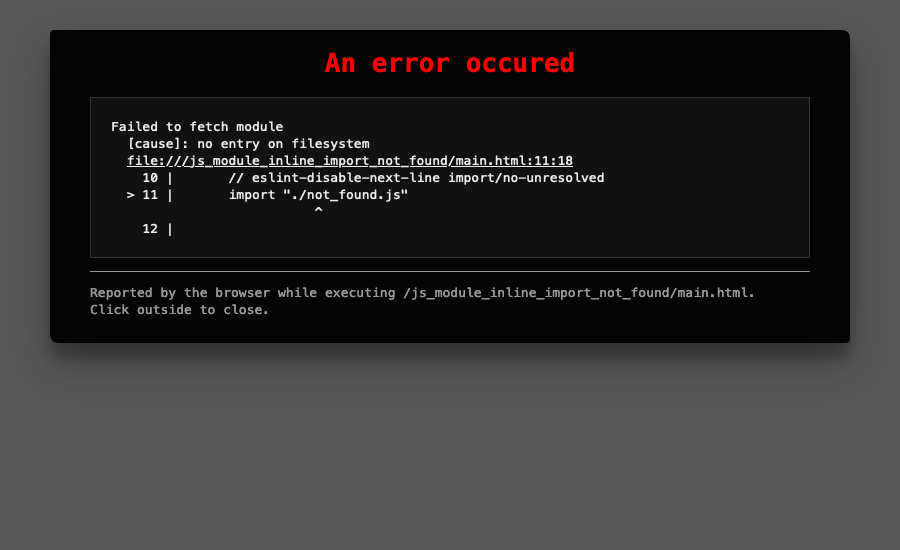 An error occured
Failed to fetch module
  [cause]: no entry on filesystem
  file:///js_module_inline_import_not_found/main.html:11:18
    10 |       // eslint-disable-next-line import/no-unresolved
  > 11 |       import "./not_found.js"
                          ^
    12 |
Reported by the browser while executing /js_module_inline_import_not_found/main.html.
Click outside to close.